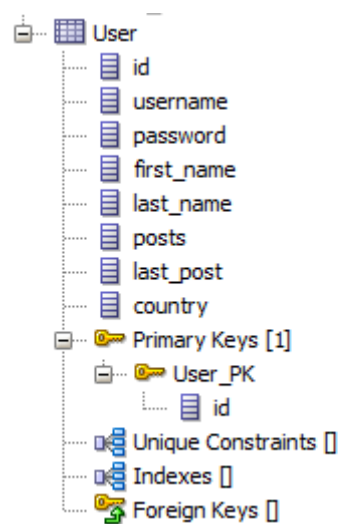 User
id
username
password
first_name
last_name
posts
last_post
country
Primary Keys [1]
User_PK
id
Unique Constraints []
Indexes []
Foreign Keys []